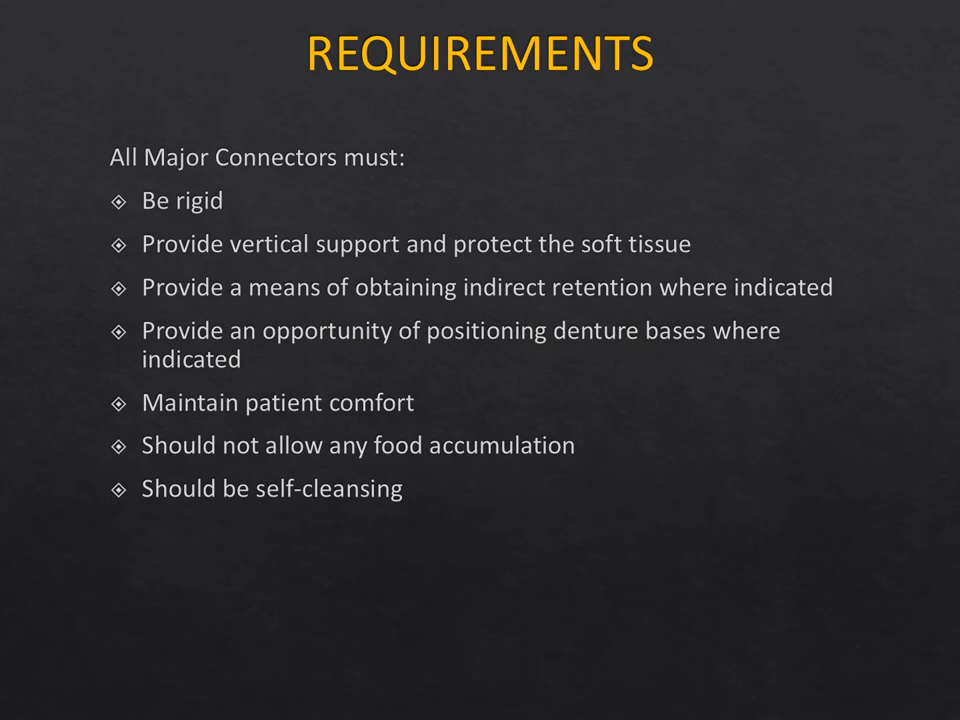 REQUIREMENTS
All Major Connectors must:
Be rigid
Provide vertical support and protect the soft tissue
Provide a means of obtaining indirect retention where indicated
Provide an opportunity of positioning denture bases where
indicated
Maintain patient comfort
Should not allow any food accumulation
Should be self-cleansing